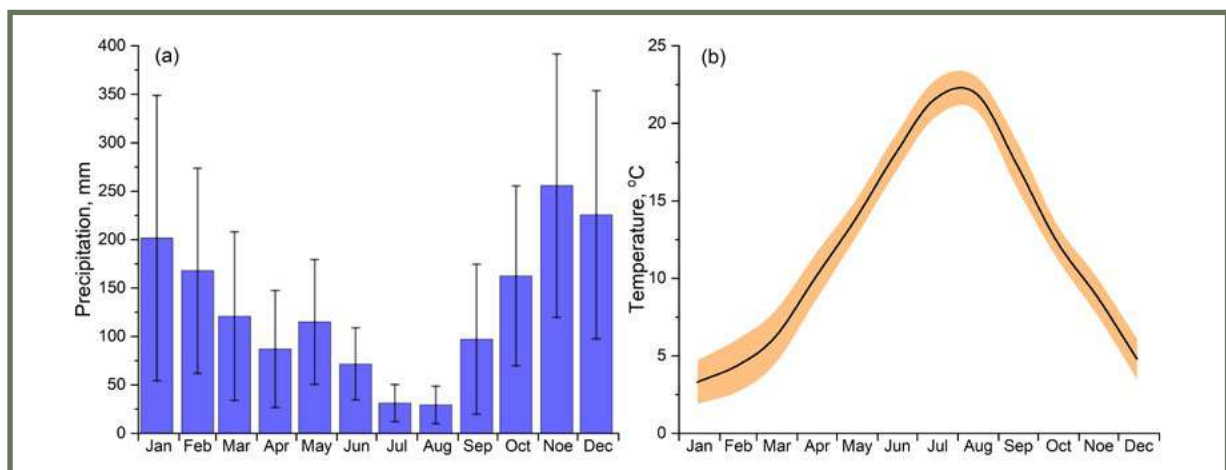 (a)
Precipitation, mm
400
350
300
250
200
150
100
50
0
Jan Feb Mar Apr May Jun Jul Aug Sep Oct Noe Dec
(b)
Temperature, ºC
25
20
15
10
5
0
Jan Feb Mar Apr May Jun Jul Aug Sep Oct Noe Dec